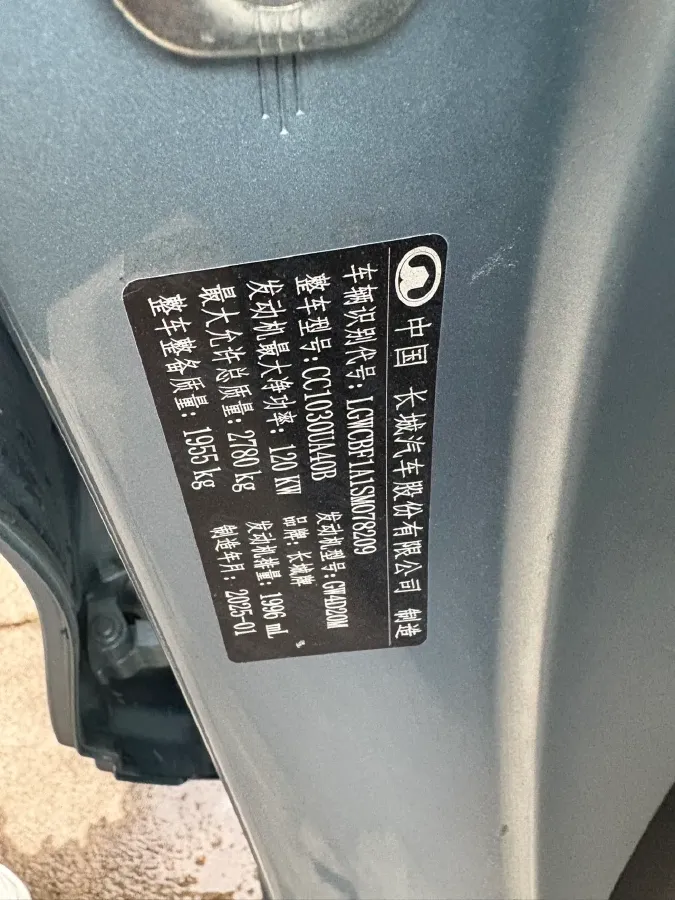 中国 长城汽车股份有限公司 制造
车辆识别代号: LGWCBF1A1SM078209
整车型号: CC1030UA40B 发动机型号: GW4D20M
发动机最大净功率: 120 KW 品牌: 长城牌
最大允许总质量: 2780 kg 发动机排量: 1996 mL
整车整备质量: 1955 kg 制造年月: 2025-01